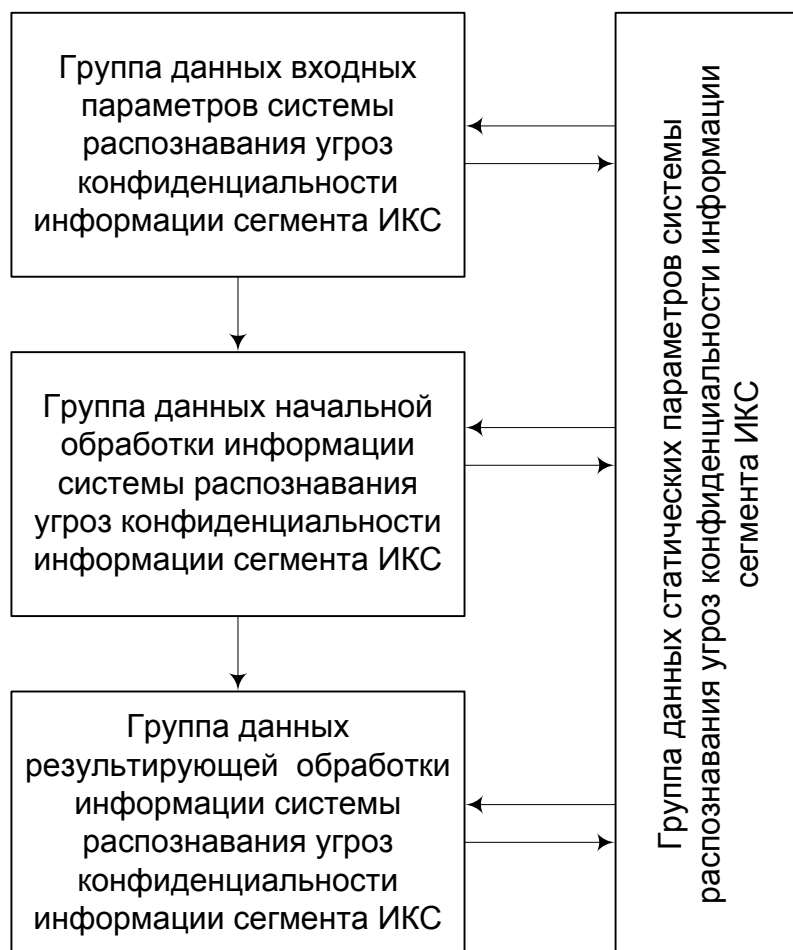 Группа данных входных
параметров системы
распознавания угроз
конфиденциальности
информации сегмента ИКС
Группа данных начальной
обработки информации
системы распознавания
угроз конфиденциальности
информации сегмента ИКС
Группа данных
результирующей  обработки
информации системы
распознавания угроз
конфиденциальности
информации сегмента ИКС
Группа данных статических параметров системы
распознавания угроз конфиденциальности информации
сегмента ИКС